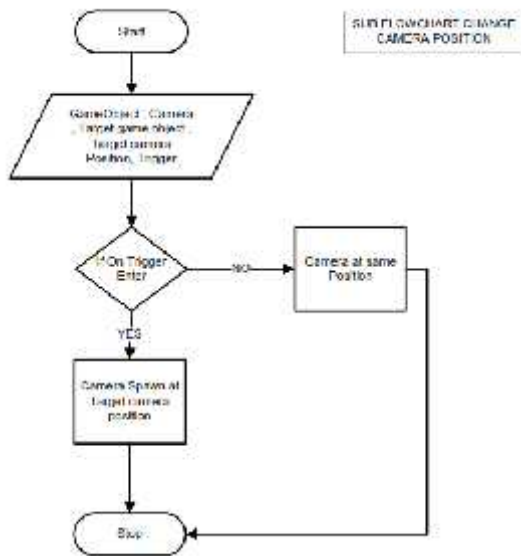 Start
SUB FLOWCHART CHANGE
CAMERA POSITION
GameObject, Camera
, Target game object,
Target camera
Position, Trigger
If On Trigger
Enter
NO
Camera at same
Position
YES
Camera Spawn at
Target camera
position
Stop